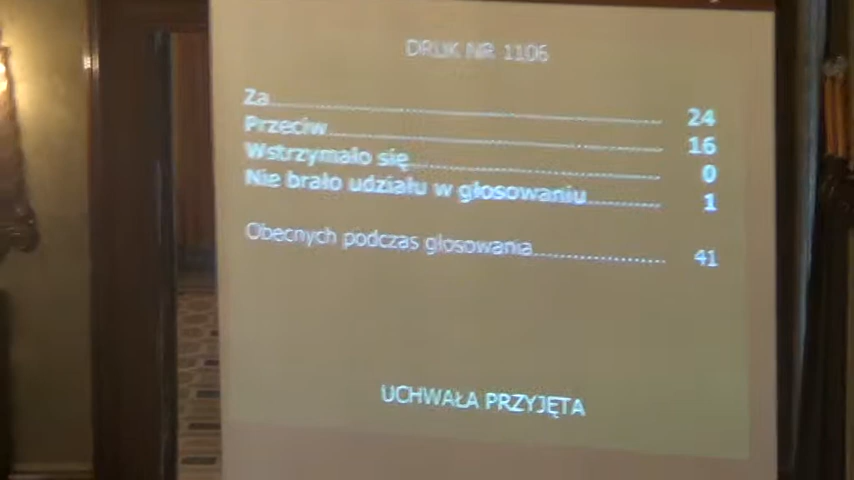 DRUK NR 1106
Za 24
Przeciw 16
Wstrzymało się 0
Nie brało udziału w głosowaniu 1
Obecnych podczas głosowania 41
UCHWAŁA PRZYJĘTA